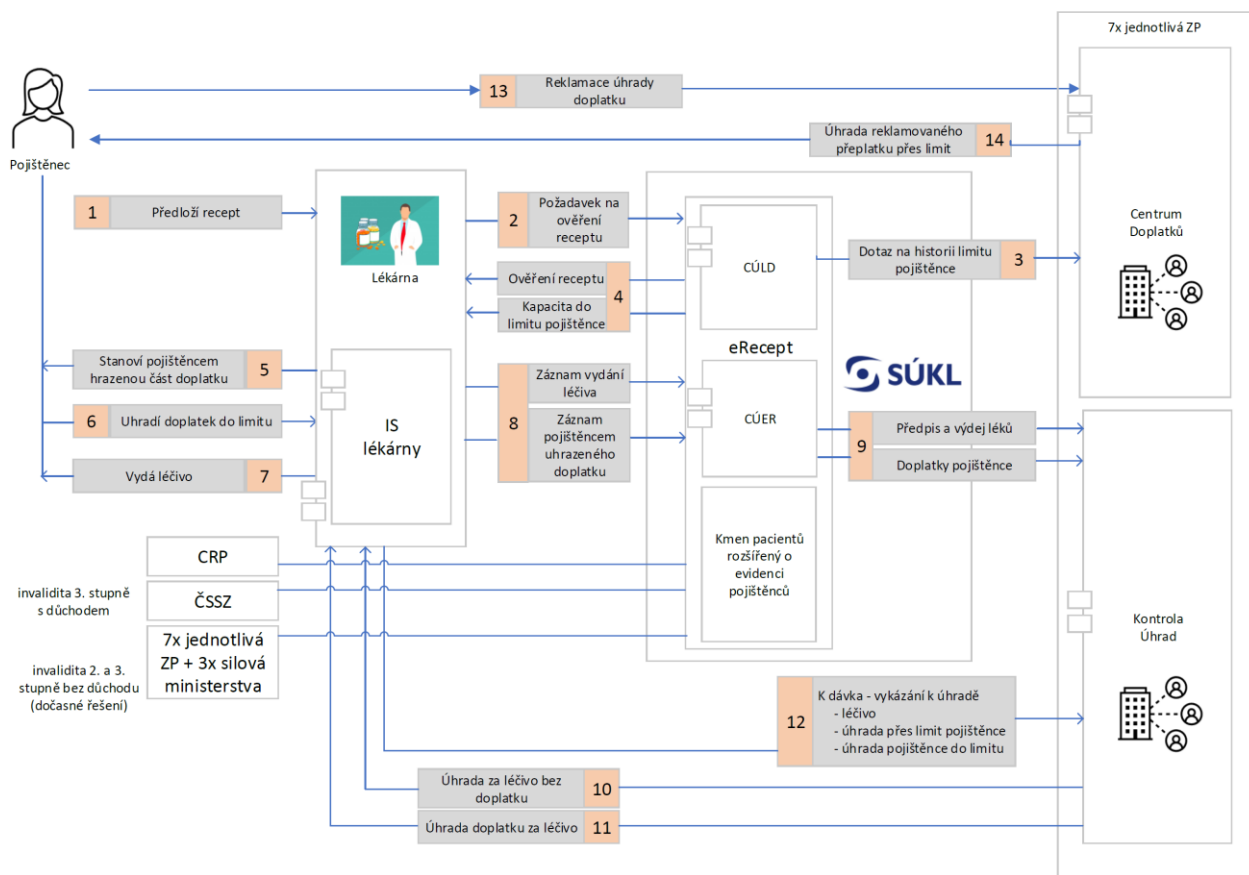 7x jednotlivá ZP
13
Reklamace úhrady
doplatku
Úhrada reklamovaného
přeplatku přes limit
14
Pojištěnec
1
Předloží recept
2
Požadavek na
ověření
receptu
Lékárna
CÚLD
Dotaz na historii limitu
pojištěnce
3
Centrum
Doplatků
Ověření receptu
Kapacita do
limitu pojištěnce
4
eRecept
SÚKL
Stanoví pojištěncem
hrazenou část doplatku
5
6
Uhradí doplatek do limitu
Vydá léčivo
7
IS
lékárny
8
Záznam vydání
léčiva
Záznam
pojištěncem
uhrazeného
doplatku
CÚER
9
Předpis a výdej léků
Doplatky pojištěnce
Kmen pacientů
rozšířený o
evidenci
pojištěnců
CRP
invalidita 3. stupně
s důchodem
ČSSZ
7x jednotlivá
ZP + 3x silová
ministerstva
invalidita 2. a 3.
stupně bez důchodu
(dočasné řešení)
Kontrola
Úhrad
12
K dávka - vykázání k úhradě
- léčivo
- úhrada přes limit pojištěnce
- úhrada pojištěnce do limitu
Úhrada za léčivo bez
doplatku
10
Úhrada doplatku za léčivo
11